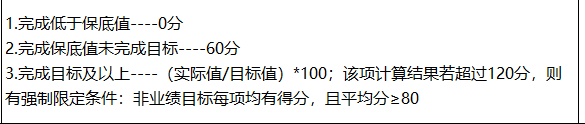 1.完成低于保底值----0分
2.完成保底值未完成目标----60分
3.完成目标及以上----（实际值/目标值）*100；该项计算结果若超过120分，则
有强制限定条件：非业绩目标每项均有得分，且平均分≥80